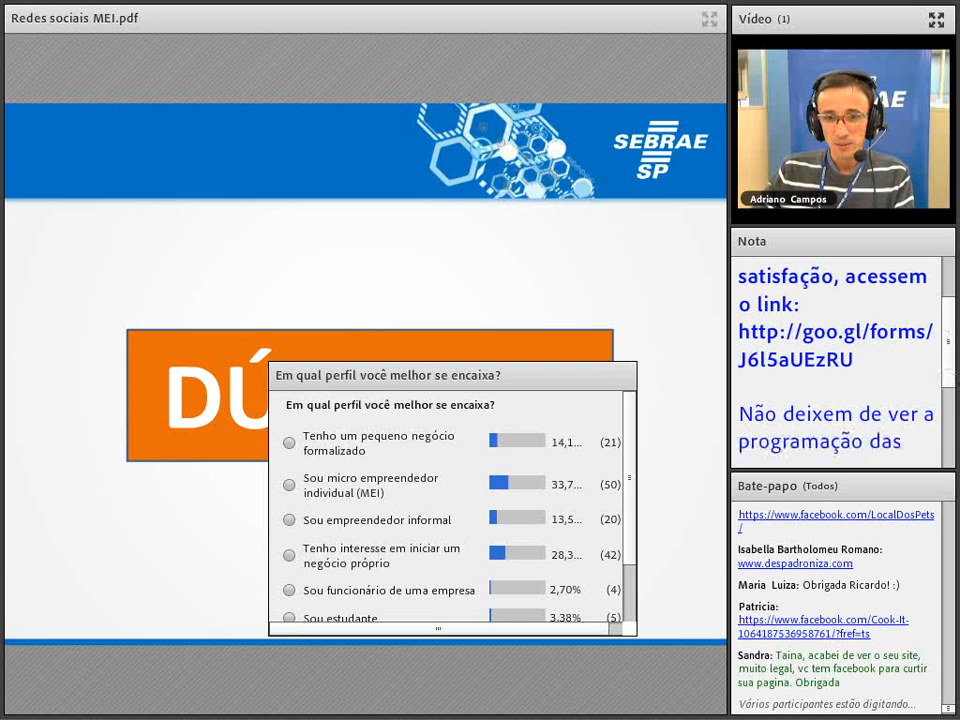 Redes sociais MEI.pdf
SEBRAE
SP
DÚ
Em qual perfil você melhor se encaixa?
Em qual perfil você melhor se encaixa?
Tenho um pequeno negócio
formalizado
14,1... (21)
Sou micro empreendedor
individual (MEI)
33,7... (50)
Sou empreendedor informal
13,5... (20)
Tenho interesse em iniciar um
negócio próprio
28,3... (42)
Sou funcionário de uma empresa
2,70% (4)
Sou estudante
3,38% (5)
Vídeo (1)
AE
Adriano Campos
Nota
satisfação, acessem
o link:
http://goo.gl/forms/
J6l5aUEzRU
Não deixem de ver a
programação das
Bate-papo (Todos)
https://www.facebook.com/LocalDosPets
/
Isabella Bartholomeu Romano:
www.despadroniza.com
Maria Luiza: Obrigada Ricardo! :)
Patricia:
https://www.facebook.com/Cook-It-
1064187536958761/?fref=ts
Sandra: Taina, acabei de ver o seu site,
muito legal, vc tem facebook para curtir
sua pagina. Obrigada
Vários participantes estão digitando...